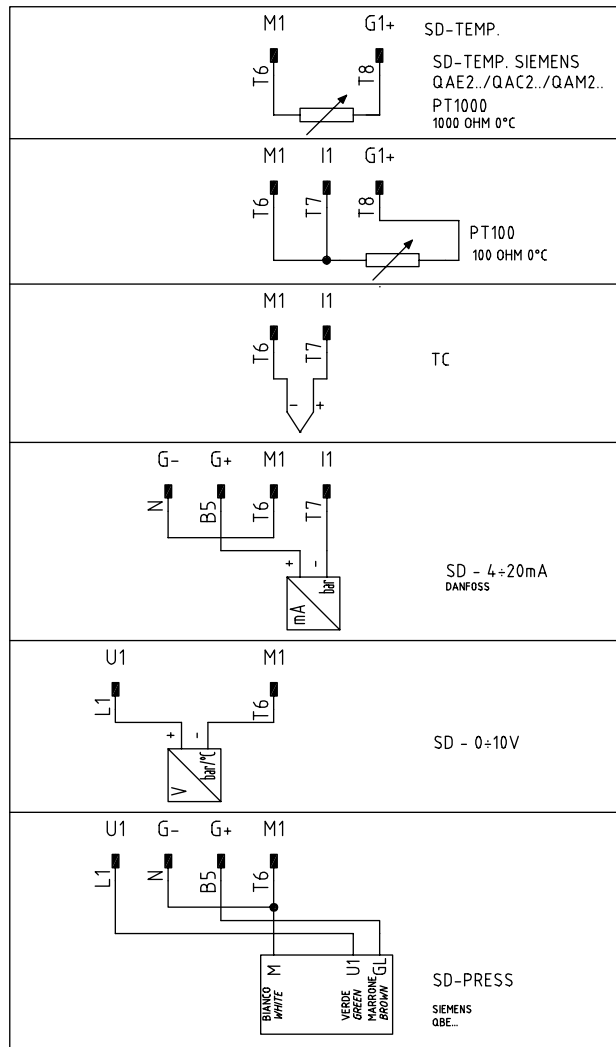 M1 G1+ SD-TEMP.
T6 T8
SD-TEMP. SIEMENS
QAE2../QAC2../QAM2..
PT1000
1000 OHM 0°C
M1 I1 G1+
T6 T7 T8
PT100
100 OHM 0°C
M1 I1
T6 T7
TC
- +
G- G+ M1 I1
N B5 T6 T7
+ -
mA bar
SD - 4÷20mA
DANFOSS
U1 M1
L1 T6
+ -
V bar/°C
SD - 0÷10V
U1 G- G+ M1
L1 N B5 T6
M U1 GL
BIANCO VERDE MARRONE
WHITE GREEN BROWN
SD-PRESS
SIEMENS
QBE...